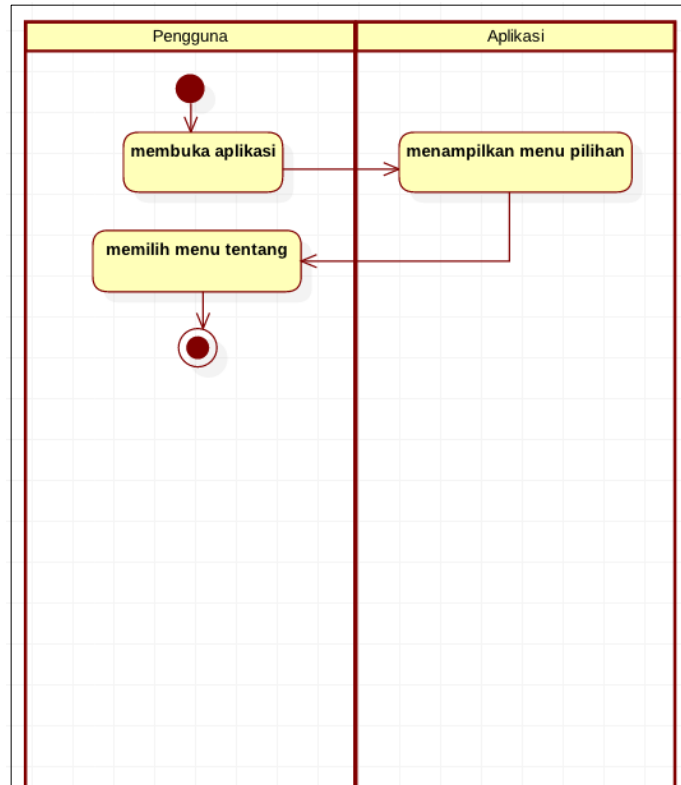 Pengguna
Aplikasi
membuka aplikasi
menampilkan menu pilihan
memilih menu tentang